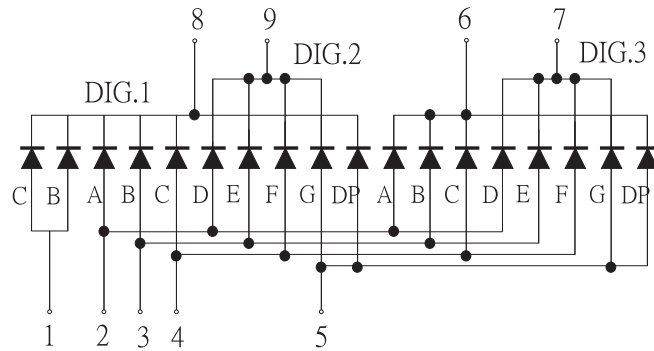 8 9 6 7
DIG.2 DIG.3
DIG.1
C B A B C D E F G DP A B C D E F G DP
1 2 3 4 5